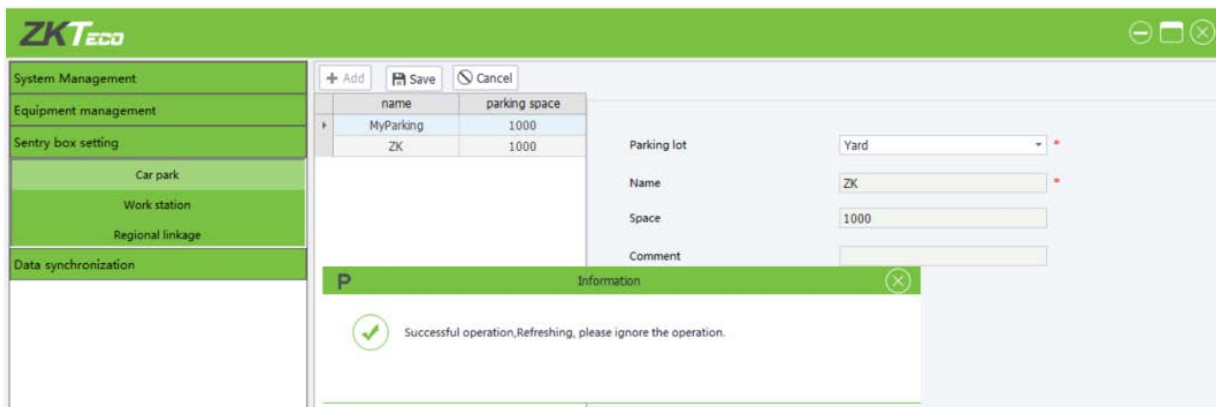 ZKTeco
System Management
Equipment management
Sentry box setting
Car park
Work station
Regional linkage
Data synchronization
Add Save Cancel
name parking space
MyParking 1000
ZK 1000
Parking lot Yard *
Name ZK *
Space 1000
Comment
P Information
Successful operation,Refreshing, please ignore the operation.